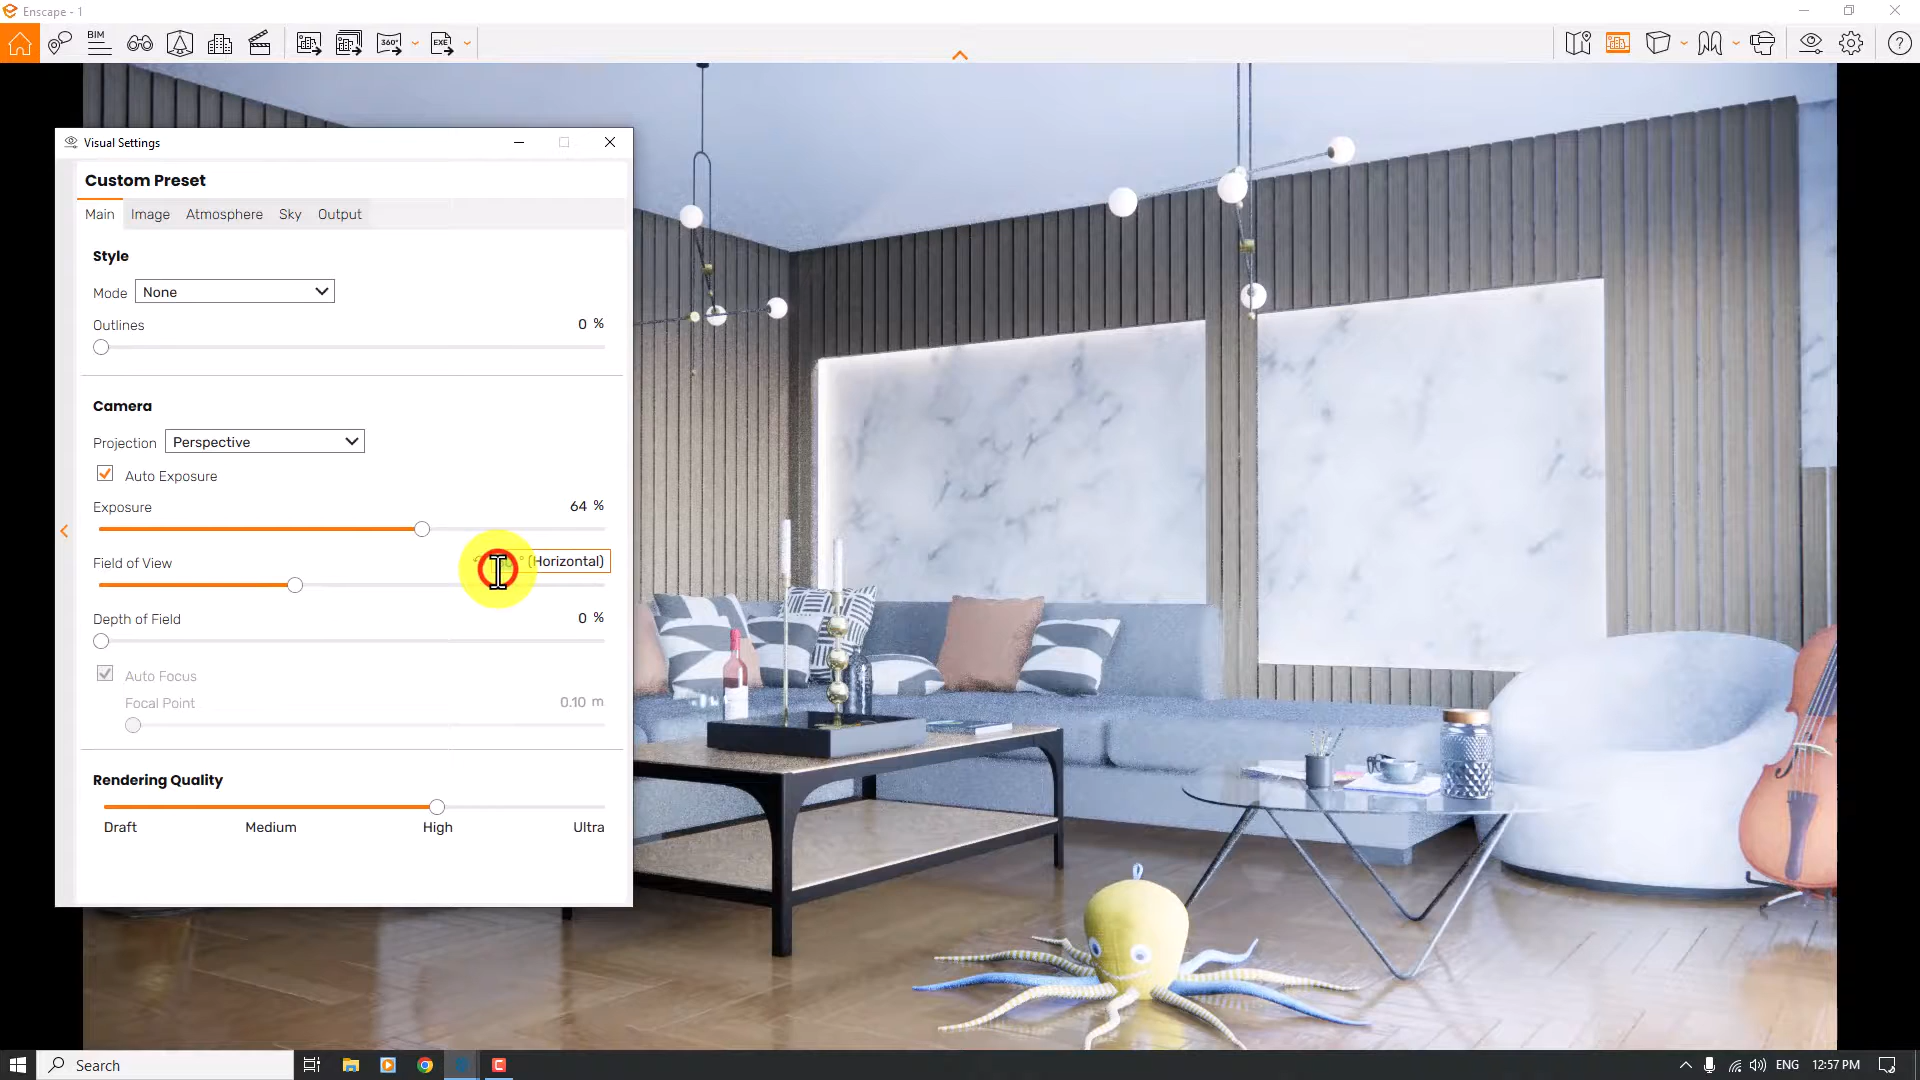 Enscape - 1
BIM
360°
EXE
Visual Settings
Custom Preset
Main
Image
Atmosphere
Sky
Output
Style
Mode
None
Outlines
0 %
Camera
Projection
Perspective
Auto Exposure
Exposure
64 %
Field of View
° (Horizontal)
Depth of Field
0 %
Auto Focus
Focal Point
0.10 m
Rendering Quality
Draft
Medium
High
Ultra
Search
ENG
12:57 PM